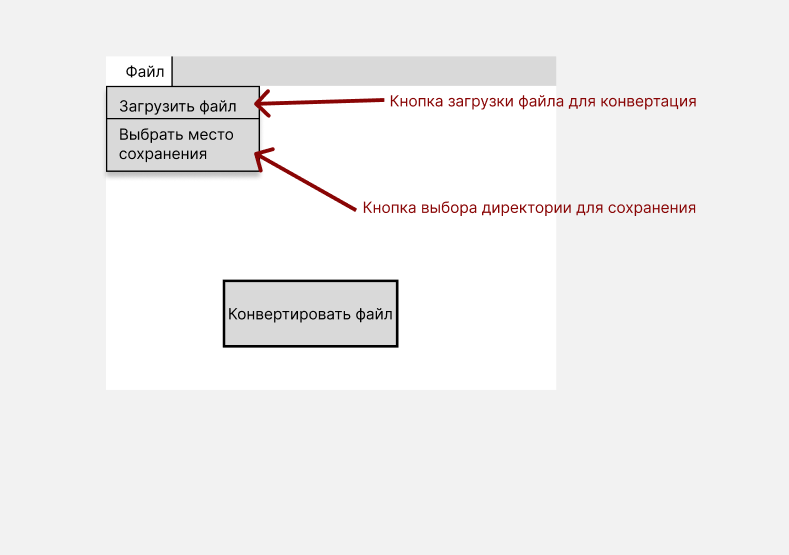 Файл
Загрузить файл
Кнопка загрузки файла для конвертация
Выбрать место
сохранения
Кнопка выбора директории для сохранения
Конвертировать файл